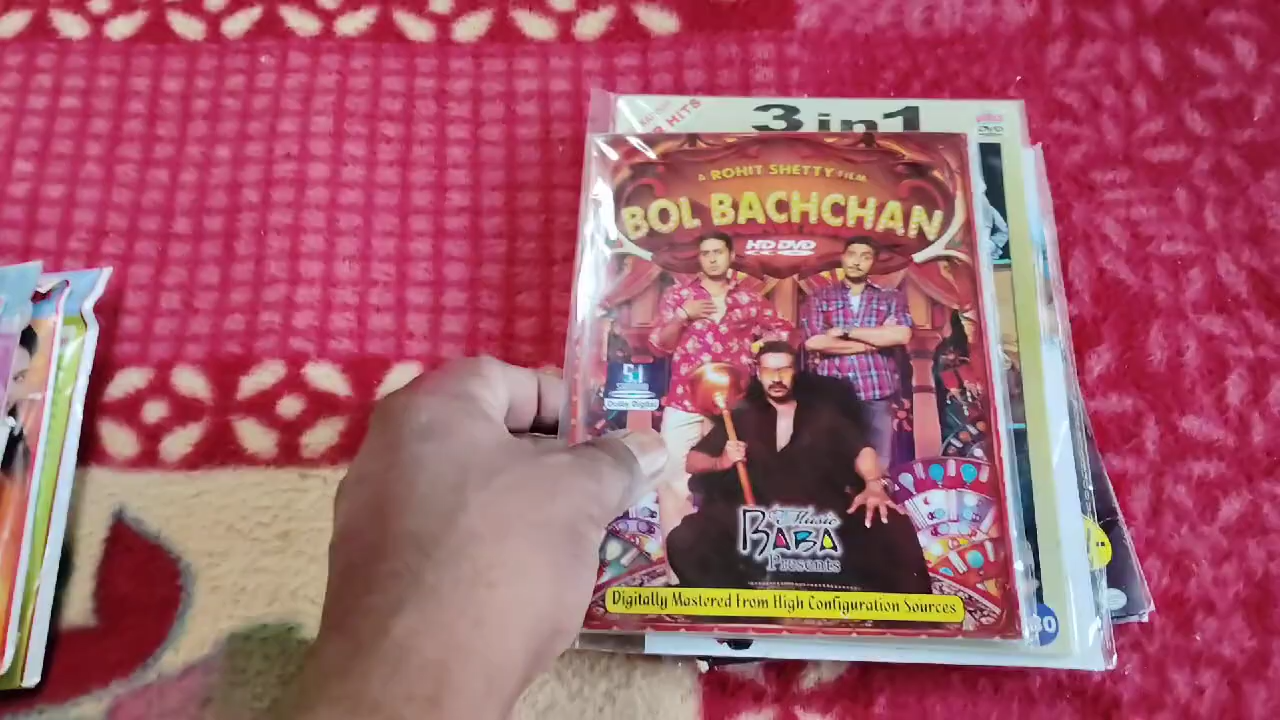 R HITS
3 in 1
DVD
A ROHIT SHETTY FILM
BOL BACHCHAN
HD DVD
Dolby Digital
Music
BABA
Presents
Digitally Mastered From High Configuration Sources
30